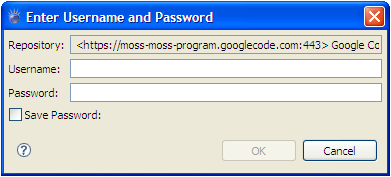 Enter Username and Password
Repository: <https://moss-moss-program.googlecode.com:443> Google Co
Username:
Password:
Save Password:
? OK Cancel